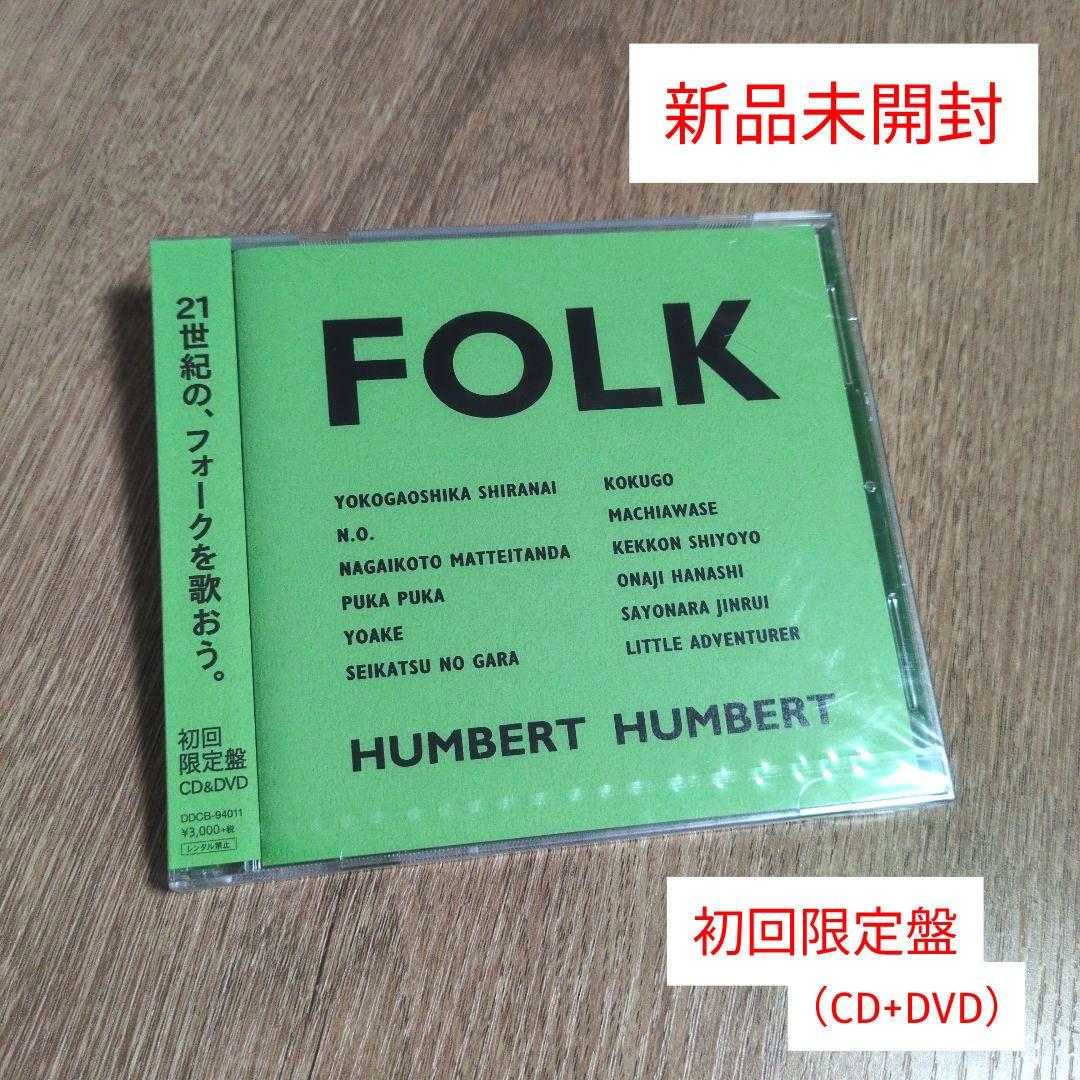 新品未開封
FOLK
21世紀の、フォークを歌おう。
YOKOGAOSHIKA SHIRANAI
N.O.
NAGAIKOTO MATTEITANDA
PUKA PUKA
YOAKE
SEIKATSU NO GARA
KOKUGO
MACHIAWASE
KEKKON SHIYOYO
ONAJI HANASHI
SAYONARA JINRUI
LITTLE ADVENTURER
HUMBERT HUMBERT
初回
限定盤
CD&DVD
DDCB-94011
¥3,000+税
レンタル禁止
初回限定盤
（CD+DVD）